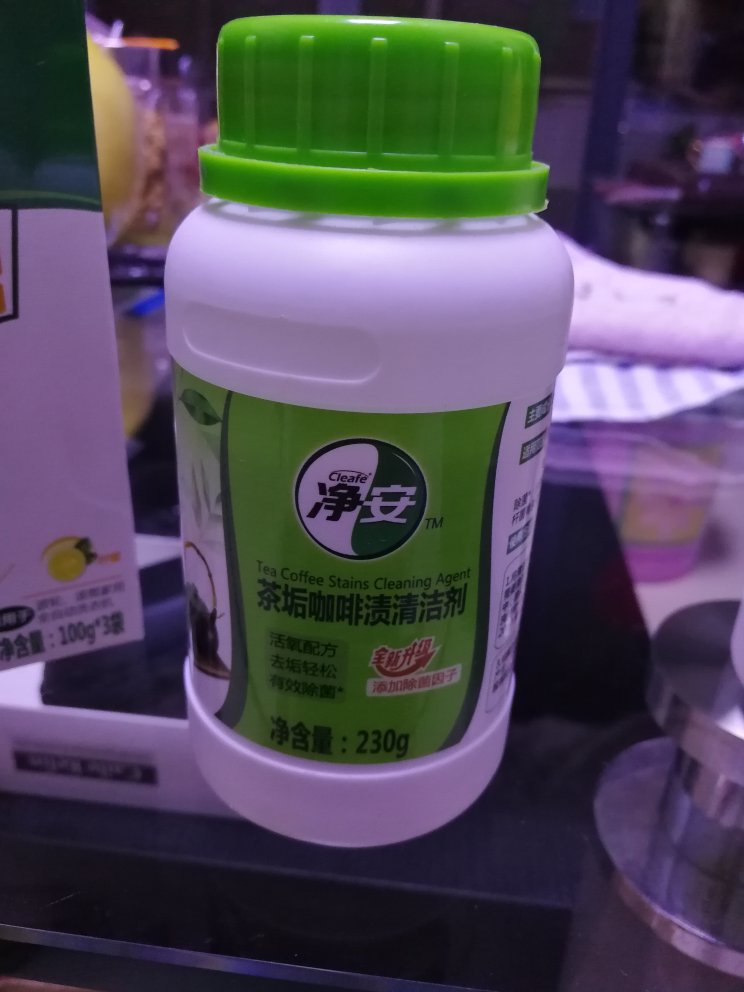 Cleafe®
净安
TM
Tea Coffee Stains Cleaning Agent
茶垢咖啡渍清洁剂
活氧配方
去垢轻松
有效除菌*
全新升级
添加除菌因子
净含量：230g
净含量：100g*3袋